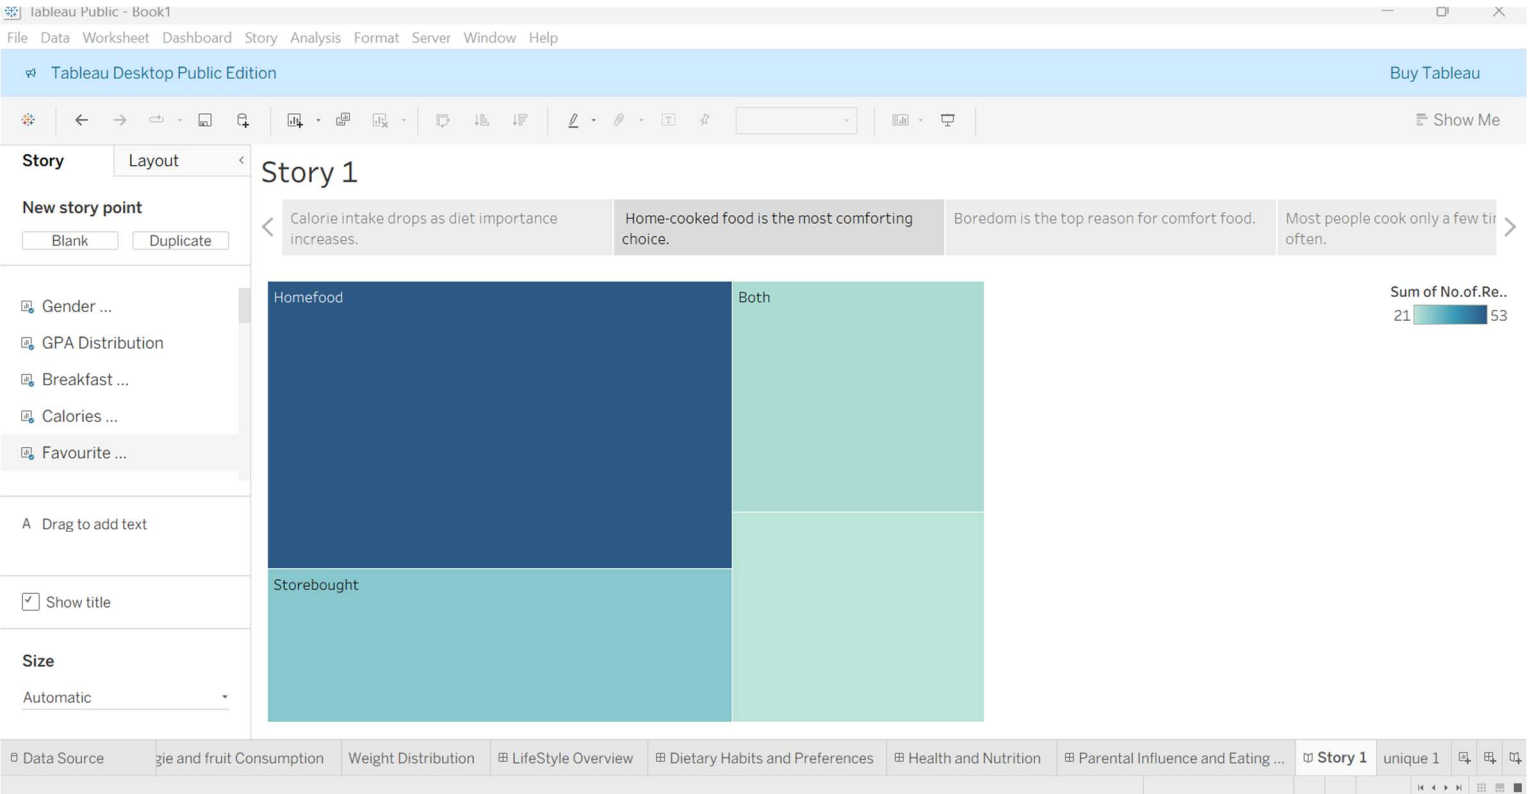 Tableau Public - Book1
File Data Worksheet Dashboard Story Analysis Format Server Window Help
Tableau Desktop Public Edition
Buy Tableau
Show Me
Story
Layout
New story point
Blank
Duplicate
Gender ...
GPA Distribution
Breakfast ...
Calories ...
Favourite ...
A Drag to add text
Show title
Size
Automatic
Story 1
Calorie intake drops as diet importance
increases.
Home-cooked food is the most comforting
choice.
Boredom is the top reason for comfort food.
Most people cook only a few tir
often.
Homefood
Both
Storebought
Sum of No.of.Re..
21
53
Data Source
gie and fruit Consumption
Weight Distribution
LifeStyle Overview
Dietary Habits and Preferences
Health and Nutrition
Parental Influence and Eating ...
Story 1
unique 1